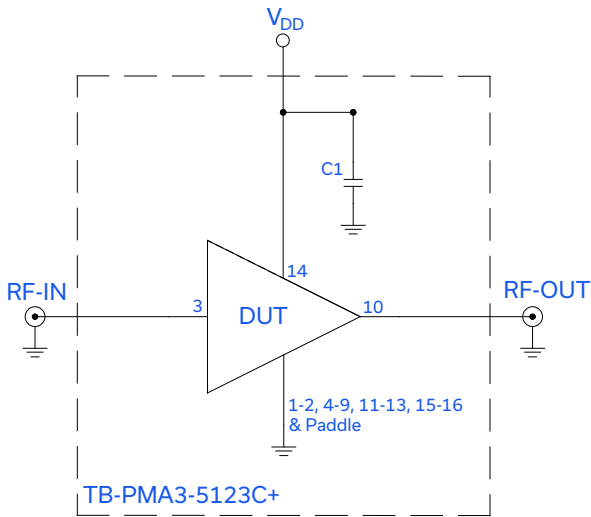 VDD
C1
14
RF-IN
3
DUT
10
RF-OUT
1-2, 4-9, 11-13, 15-16
& Paddle
TB-PMA3-5123C+